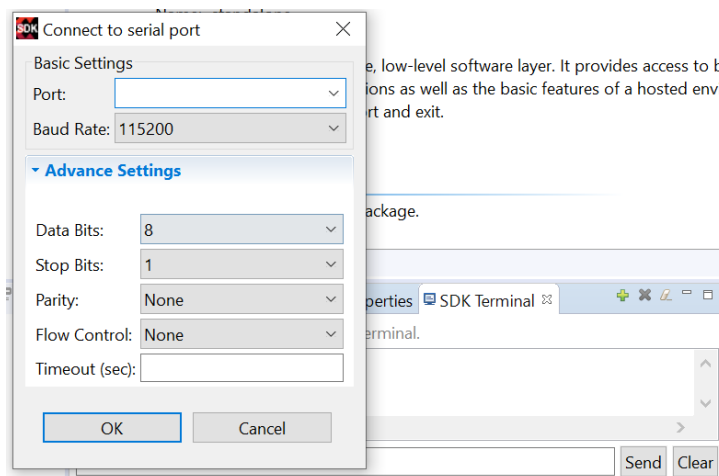 SDK Connect to serial port
Basic Settings
e, low-level software layer. It provides access to b
Port:
ions as well as the basic features of a hosted env
rt and exit.
Baud Rate: 115200
Advance Settings
ackage.
Data Bits: 8
Stop Bits: 1
Parity: None
perties SDK Terminal
Flow Control: None
erminal.
Timeout (sec):
OK Cancel
Send Clear